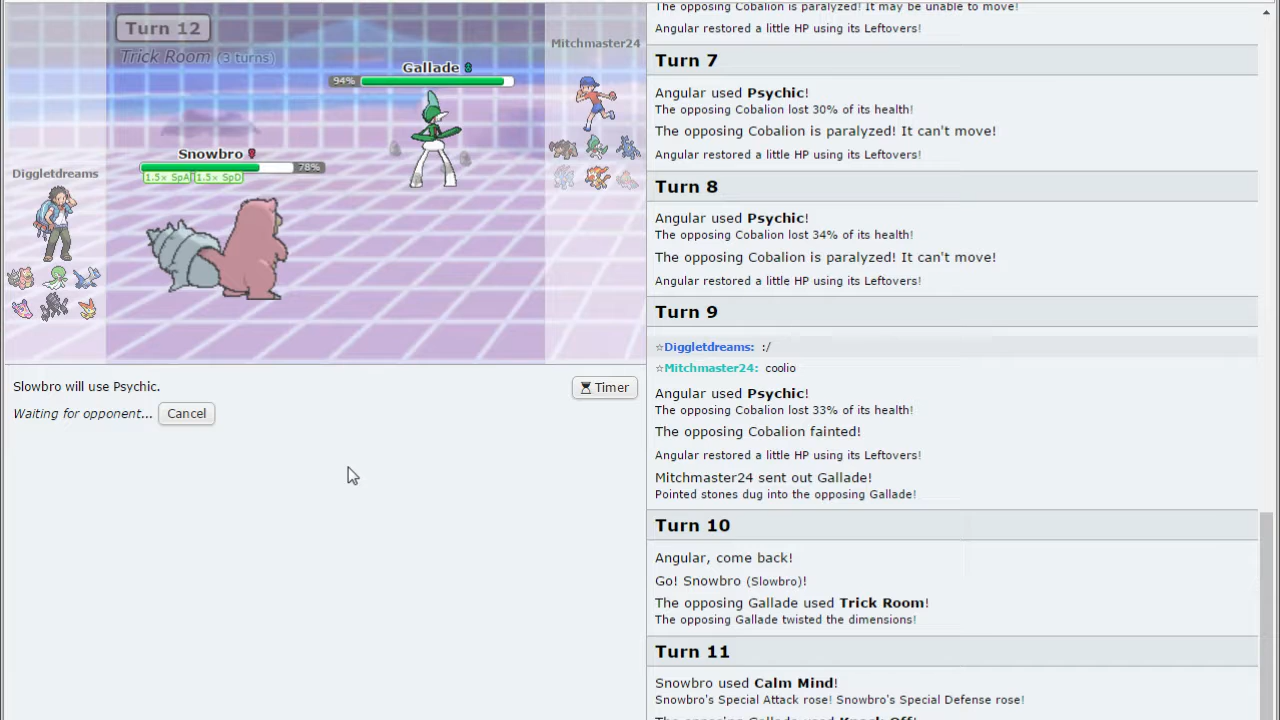 Turn 12
Trick Room (3 turns)
Mitchmaster24
Gallade
94%
Snowbro
78%
1.5× SpA 1.5× SpD
Diggletdreams
Slowbro will use Psychic.
Timer
Waiting for opponent... Cancel
The opposing Cobalion is paralyzed! It may be unable to move!
Angular restored a little HP using its Leftovers!
Turn 7
Angular used Psychic!
The opposing Cobalion lost 30% of its health!
The opposing Cobalion is paralyzed! It can't move!
Angular restored a little HP using its Leftovers!
Turn 8
Angular used Psychic!
The opposing Cobalion lost 34% of its health!
The opposing Cobalion is paralyzed! It can't move!
Angular restored a little HP using its Leftovers!
Turn 9
☆Diggletdreams: :/
☆Mitchmaster24: coolio
Angular used Psychic!
The opposing Cobalion lost 33% of its health!
The opposing Cobalion fainted!
Angular restored a little HP using its Leftovers!
Mitchmaster24 sent out Gallade!
Pointed stones dug into the opposing Gallade!
Turn 10
Angular, come back!
Go! Snowbro (Slowbro)!
The opposing Gallade used Trick Room!
The opposing Gallade twisted the dimensions!
Turn 11
Snowbro used Calm Mind!
Snowbro's Special Attack rose! Snowbro's Special Defense rose!
The opposing Gallade used Knock Off!